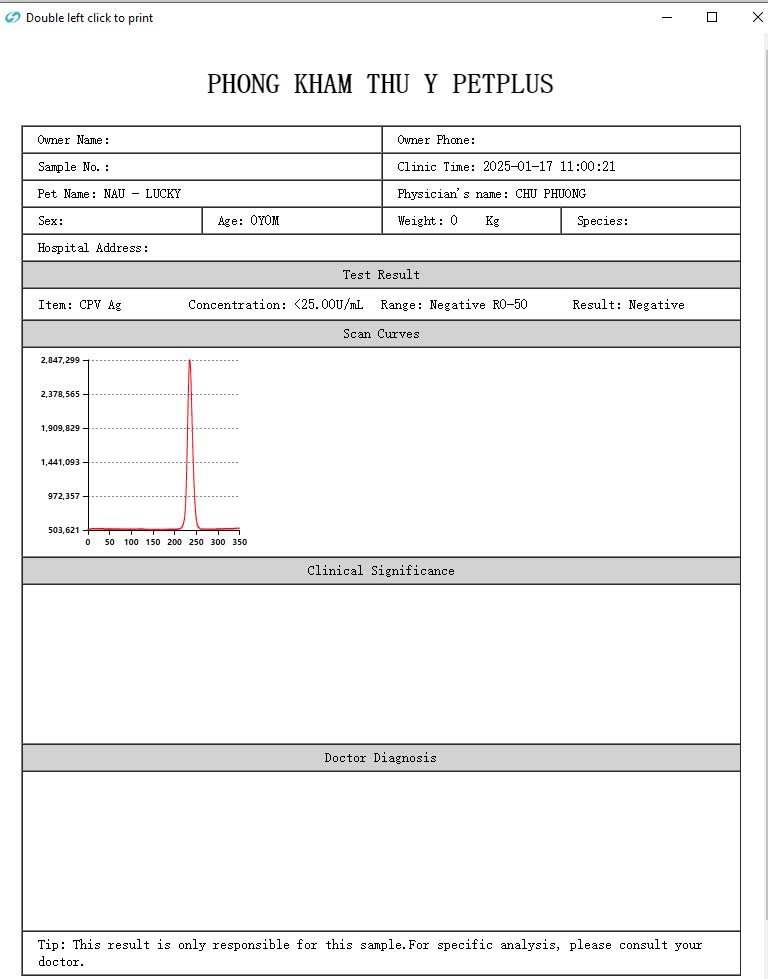 Double left click to print
PHONG KHAM THU Y PETPLUS
Owner Name:
Owner Phone:
Sample No.:
Clinic Time: 2025-01-17 11:00:21
Pet Name: NAU - LUCKY
Physician's name: CHU PHUONG
Sex:
Age: 0Y0M
Weight: 0 Kg
Species:
Hospital Address:
Test Result
Item: CPV Ag
Concentration: <25.00U/mL
Range: Negative R0-50
Result: Negative
Scan Curves
2,847,299
2,378,565
1,909,829
1,441,093
972,357
503,621
0 50 100 150 200 250 300 350
Clinical Significance
Doctor Diagnosis
Tip: This result is only responsible for this sample.For specific analysis, please consult your
doctor.